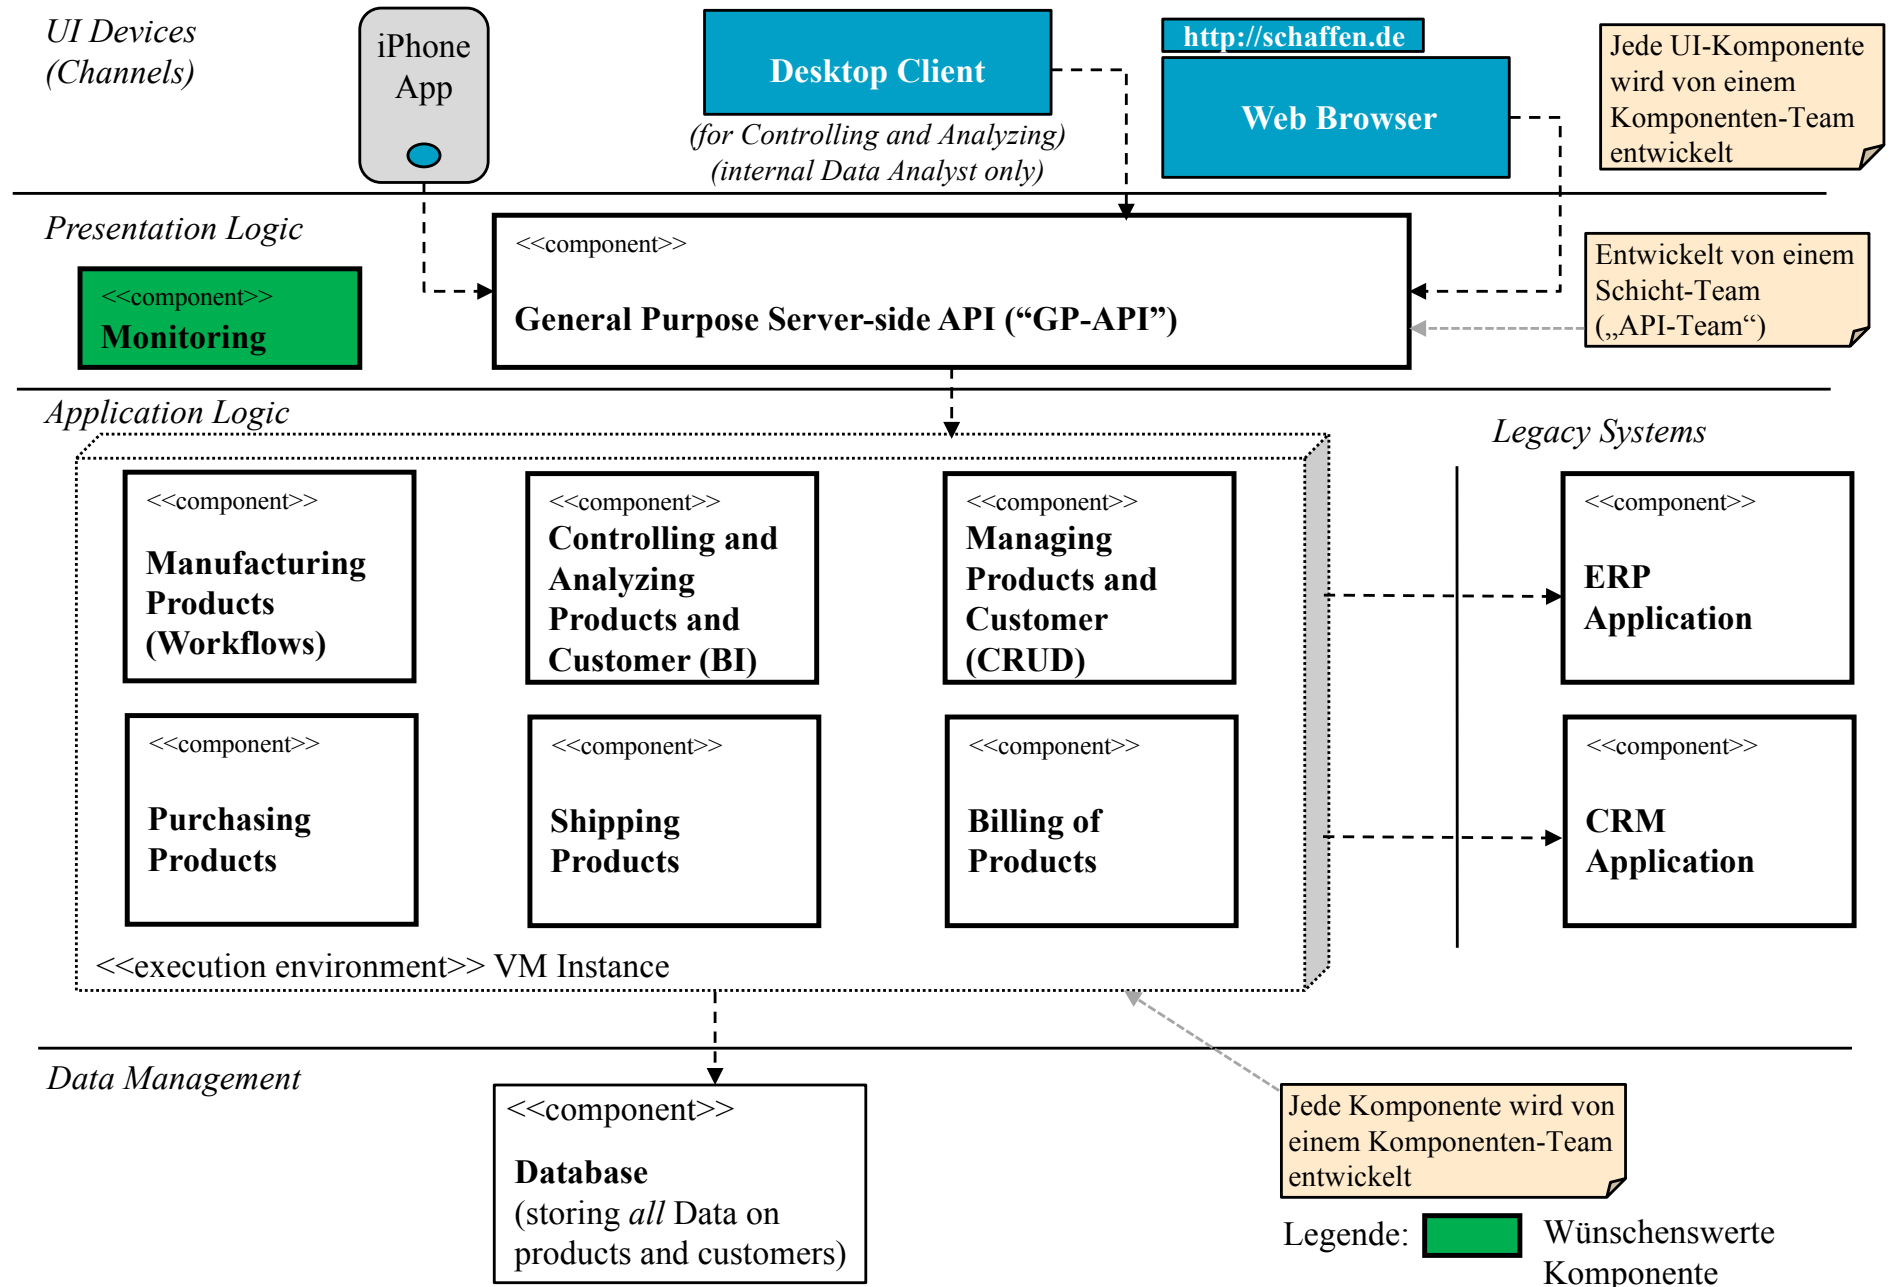 UI Devices
(Channels)
iPhone
App
Desktop Client
(for Controlling and Analyzing)
(internal Data Analyst only)
http://schaffen.de
Web Browser
Jede UI-Komponente
wird von einem
Komponenten-Team
entwickelt
Presentation Logic
<<component>>
Monitoring
<<component>>
General Purpose Server-side API (“GP-API”)
Entwickelt von einem
Schicht-Team
(„API-Team“)
Application Logic
Legacy Systems
<<component>>
Manufacturing
Products
(Workflows)
<<component>>
Controlling and
Analyzing
Products and
Customer (BI)
<<component>>
Managing
Products and
Customer
(CRUD)
<<component>>
ERP
Application
<<component>>
Purchasing
Products
<<component>>
Shipping
Products
<<component>>
Billing of
Products
<<component>>
CRM
Application
<<execution environment>> VM Instance
Data Management
<<component>>
Database
(storing all Data on
products and customers)
Jede Komponente wird von
einem Komponenten-Team
entwickelt
Legende:
Wünschenswerte
Komponente